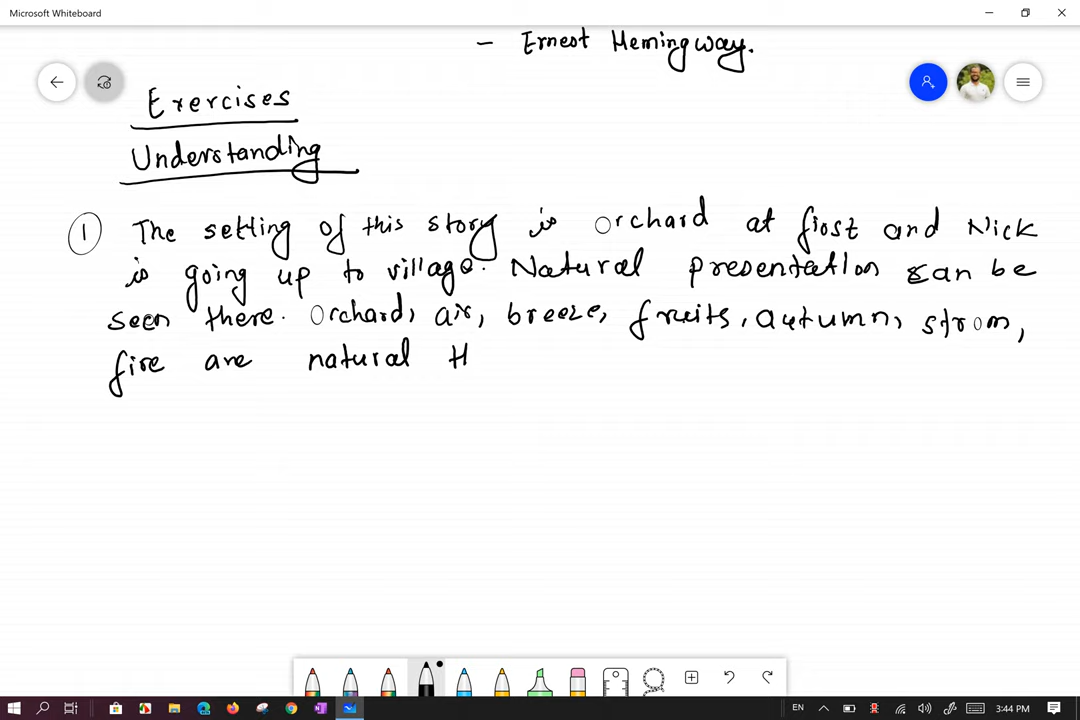 Microsoft Whiteboard
- Ernest Hemingway.
Exercises
Understanding
1 The setting of this story is orchard at first and Nick
is going up to village. Natural presentation can be
seen there. Orchard, air, breeze, fruits, autumn, strom,
fire are natural H
EN
3:44 PM